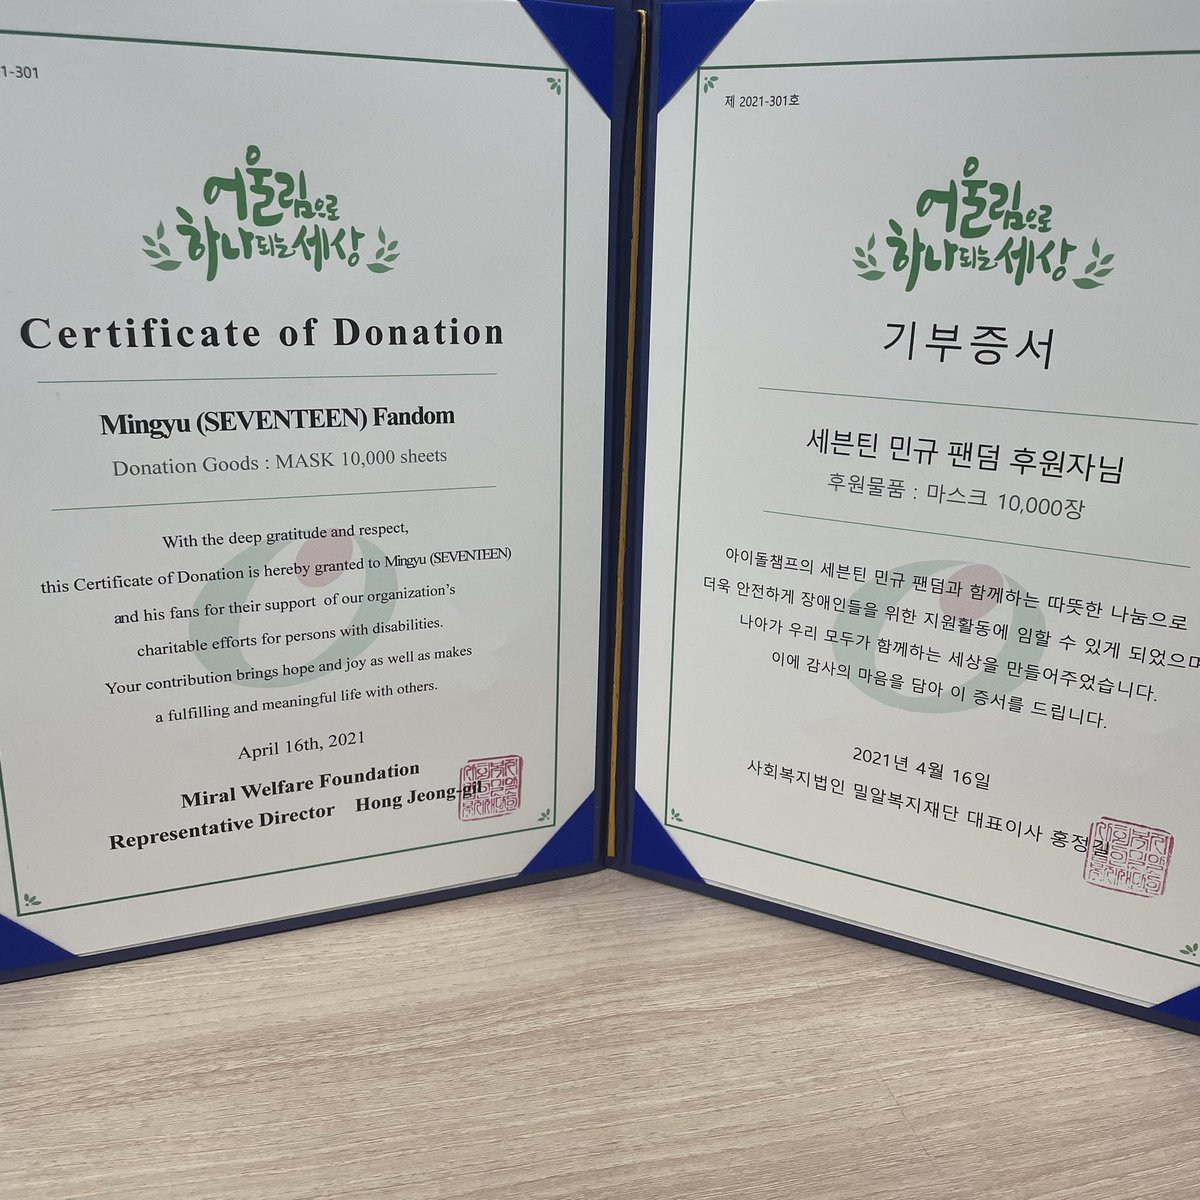 1-301
어울림으로
하나되는세상
Certificate of Donation
Mingyu (SEVENTEEN) Fandom
Donation Goods : MASK 10,000 sheets
With the deep gratitude and respect,
this Certificate of Donation is hereby granted to Mingyu (SEVENTEEN)
and his fans for their support of our organization's
charitable efforts for persons with disabilities.
Your contribution brings hope and joy as well as makes
a fulfilling and meaningful life with others.
April 16th, 2021
Miral Welfare Foundation
Representative Director Hong Jeong-gil
제 2021-301호
어울림으로
하나되는세상
기부증서
세븐틴 민규 팬덤 후원자님
후원물품 : 마스크 10,000장
아이돌챔프의 세븐틴 민규 팬덤과 함께하는 따뜻한 나눔으로
더욱 안전하게 장애인들을 위한 지원활동에 임할 수 있게 되었으며
나아가 우리 모두가 함께하는 세상을 만들어주었습니다.
이에 감사의 마음을 담아 이 증서를 드립니다.
2021년 4월 16일
사회복지법인 밀알복지재단 대표이사 홍정길